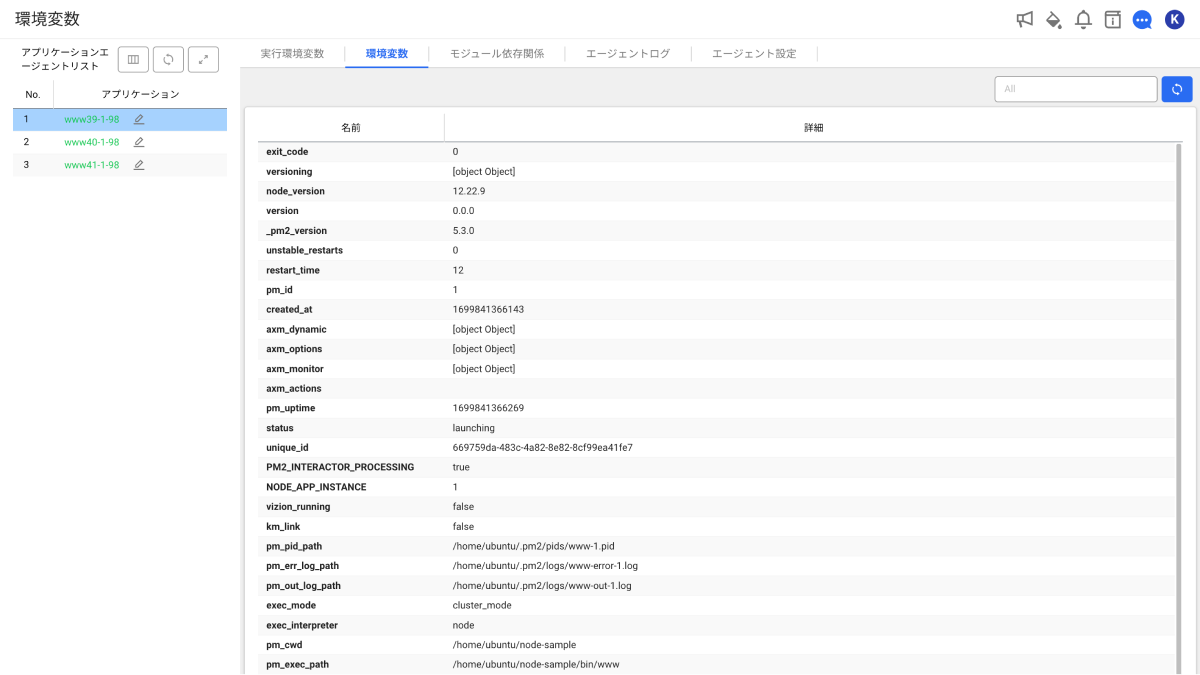 環境変数
K
アプリケーションエ
ージェントリスト
No. アプリケーション
1 www39-1-98
2 www40-1-98
3 www41-1-98
実行環境変数 環境変数 モジュール依存関係 エージェントログ エージェント設定
All
名前 詳細
exit_code 0
versioning [object Object]
node_version 12.22.9
version 0.0.0
_pm2_version 5.3.0
unstable_restarts 0
restart_time 12
pm_id 1
created_at 1699841366143
axm_dynamic [object Object]
axm_options [object Object]
axm_monitor [object Object]
axm_actions
pm_uptime 1699841366269
status launching
unique_id 669759da-483c-4a82-8e82-8cf99ea41fe7
PM2_INTERACTOR_PROCESSING true
NODE_APP_INSTANCE 1
vizion_running false
km_link false
pm_pid_path /home/ubuntu/.pm2/pids/www-1.pid
pm_err_log_path /home/ubuntu/.pm2/logs/www-error-1.log
pm_out_log_path /home/ubuntu/.pm2/logs/www-out-1.log
exec_mode cluster_mode
exec_interpreter node
pm_cwd /home/ubuntu/node-sample
pm_exec_path /home/ubuntu/node-sample/bin/www